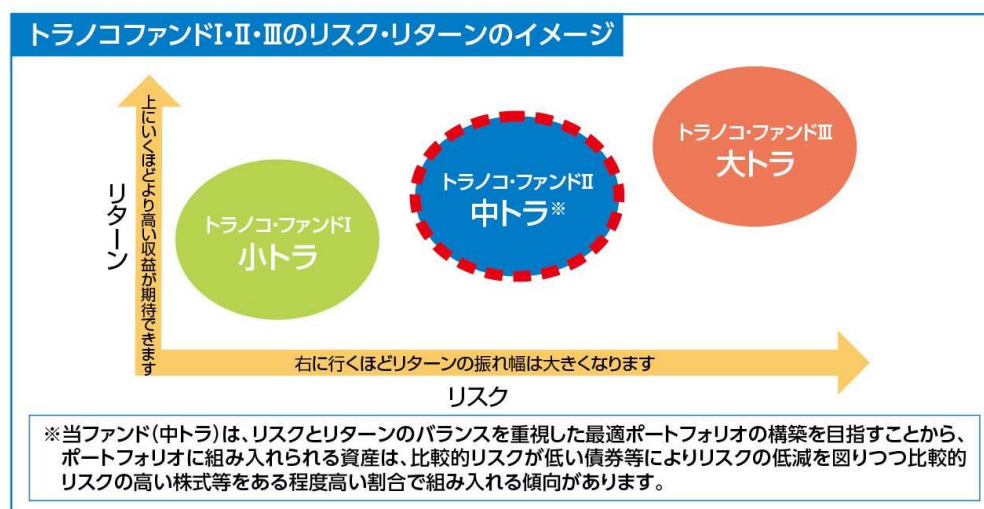 トラノコファンドI・II・IIIのリスク・リターンのイメージ
リターン
上にいくほどより高い収益が期待できます
トラノコ・ファンドI
小トラ
トラノコ・ファンドII
中トラ※
トラノコ・ファンドIII
大トラ
右に行くほどリターンの振れ幅は大きくなります
リスク
※当ファンド(中トラ)は、リスクとリターンのバランスを重視した最適ポートフォリオの構築を目指すことから、
ポートフォリオに組み入れられる資産は、比較的リスクが低い債券等によりリスクの低減を図りつつ比較的
リスクの高い株式等をある程度高い割合で組み入れる傾向があります。